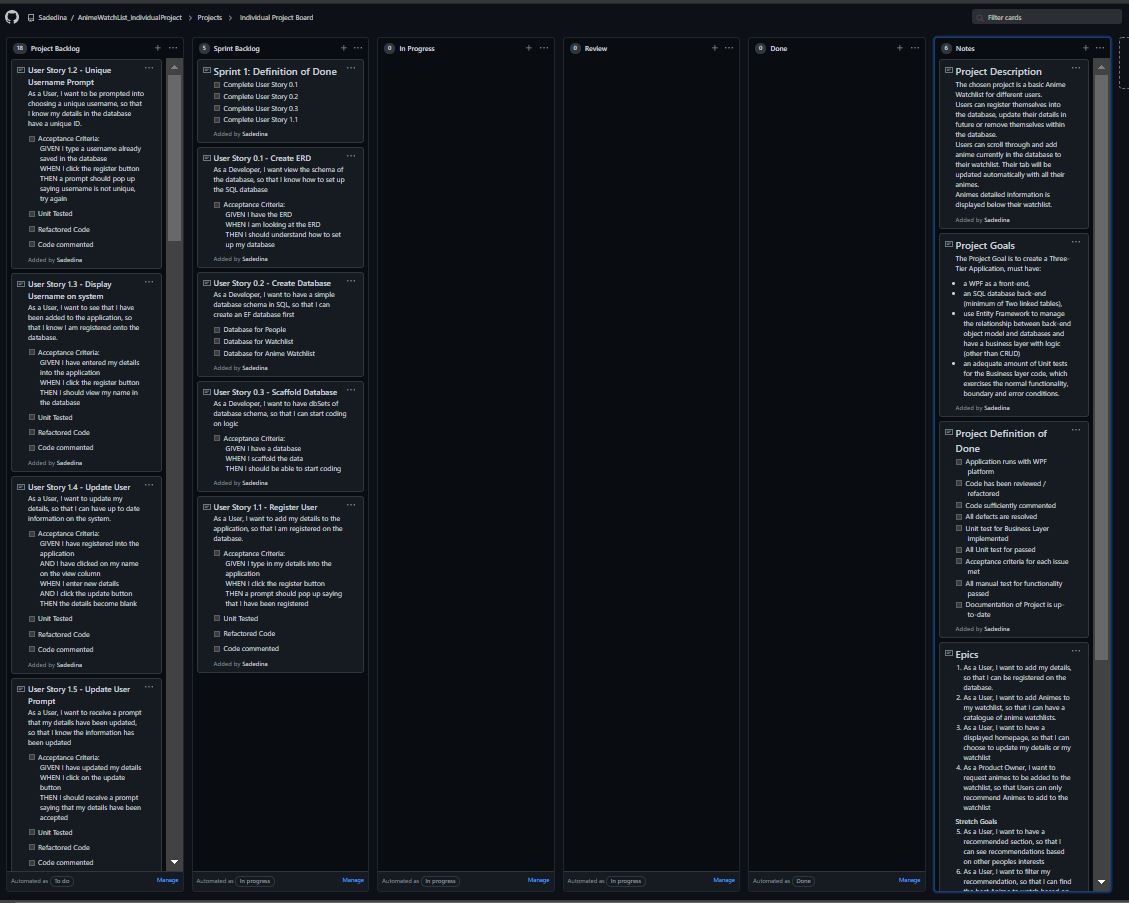 Sadedina / AnimeWatchList_IndividualProject > Projects > Individual Project Board
Filter cards
18 Project Backlog
User Story 1.2 - Unique
Username Prompt
As a User, I want to be prompted into
choosing a unique username, so that
I know my details in the database
have a unique ID.
Acceptance Criteria:
GIVEN I type a username already
saved in the database
WHEN I click the register button
THEN a prompt should pop up
saying username is not unique,
try again
Unit Tested
Refactored Code
Code commented
Added by Sadedina
User Story 1.3 - Display
Username on system
As a User, I want to see that I have
been added to the application, so
that I know I am registered onto the
database.
Acceptance Criteria:
GIVEN I have entered my details
into the application
WHEN I click the register button
THEN I should view my name in
the database
Unit Tested
Refactored Code
Code commented
Added by Sadedina
User Story 1.4 - Update User
As a User, I want to update my
details, so that I can have up to date
information on the system.
Acceptance Criteria:
GIVEN I have registered into the
application
AND I have clicked on my name
on the view column
WHEN I enter new details
AND I click the update button
THEN the details become blank
Unit Tested
Refactored Code
Code commented
Added by Sadedina
User Story 1.5 - Update User
Prompt
As a User, I want to receive a prompt
that my details have been updated,
so that I know the information has
been updated
Acceptance Criteria:
GIVEN I have updated my details
WHEN I click on the update
button
THEN I should receive a prompt
saying that my details have been
accepted
Unit Tested
Refactored Code
Code commented
Automated as To do Manage
5 Sprint Backlog
Sprint 1: Definition of Done
Complete User Story 0.1
Complete User Story 0.2
Complete User Story 0.3
Complete User Story 1.1
Added by Sadedina
User Story 0.1 - Create ERD
As a Developer, I want view the schema of
the database, so that I know how to set up
the SQL database
Acceptance Criteria:
GIVEN I have the ERD
WHEN I am looking at the ERD
THEN I should understand how to set
up my database
Added by Sadedina
User Story 0.2 - Create Database
As a Developer, I want to have a simple
database schema in SQL, so that I can
create an EF database first
Database for People
Database for Watchlist
Database for Anime Watchlist
Added by Sadedina
User Story 0.3 - Scaffold Database
As a Developer, I want to have dbSets of
database schema, so that I can start coding
on logic
Acceptance Criteria:
GIVEN I have a database
WHEN I scaffold the data
THEN I should be able to start coding
Added by Sadedina
User Story 1.1 - Register User
As a User, I want to add my details to the
application, so that I am registered on the
database.
Acceptance Criteria:
GIVEN I type in my details into the
application
WHEN I click the register button
THEN a prompt should pop up saying
that I have been registered
Unit Tested
Refactored Code
Code commented
Added by Sadedina
Automated as In progress Manage
0 In Progress
Automated as In progress Manage
0 Review
Automated as In progress Manage
0 Done
Automated as Done Manage
6 Notes
Project Description
The chosen project is a basic Anime
Watchlist for different users.
Users can register themselves into
the database, update their details in
future or remove themselves within
the database.
Users can scroll through and add
anime currently in the database to
their watchlist. Their tab will be
updated automatically with all their
animes.
Animes detailed information is
displayed below their watchlist.
Added by Sadedina
Project Goals
The Project Goal is to create a Three-
Tier Application, must have:
a WPF as a front-end,
an SQL database back-end
(minimum of Two linked tables),
use Entity Framework to manage
the relationship between back-end
object model and databases and
have a business layer with logic
(other than CRUD)
an adequate amount of Unit tests
for the Business layer code, which
exercises the normal functionality,
boundary and error conditions.
Added by Sadedina
Project Definition of
Done
Application runs with WPF
platform
Code has been reviewed /
refactored
Code sufficiently commented
All defects are resolved
Unit test for Business Layer
implemented
All Unit test for passed
Acceptance criteria for each issue
met
All manual test for functionality
passed
Documentation of Project is up-
to-date
Added by Sadedina
Epics
1. As a User, I want to add my details,
so that I can be registered on the
database.
2. As a User, I want to add Animes to
my watchlist, so that I can have a
catalogue of anime watchlists.
3. As a User, I want to have a
displayed homepage, so that I can
choose to update my details or my
watchlist
4. As a Product Owner, I want to
request animes to be added to the
watchlist, so that Users can only
recommend Animes to add to the
watchlist
Stretch Goals
5. As a User, I want to have a
recommended section, so that I
can see recommendations based
on other peoples interests
6. As a User, I want to filter my
recommendation, so that I can find